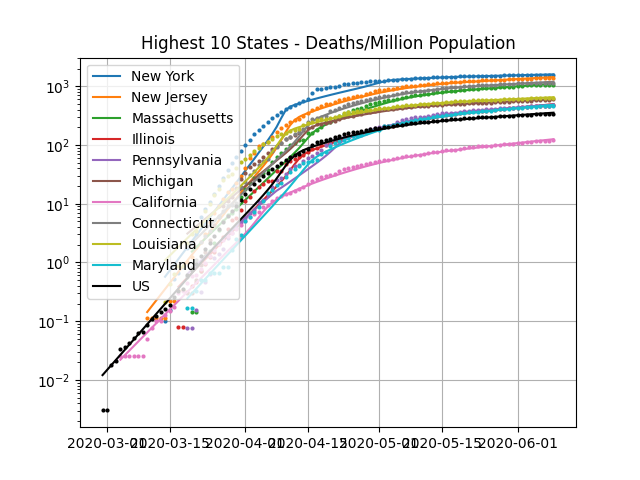 Highest 10 States - Deaths/Million Population
10³
10²
10¹
10⁰
10⁻¹
10⁻²
New York
New Jersey
Massachusetts
Illinois
Pennsylvania
Michigan
California
Connecticut
Louisiana
Maryland
US
2020-03-01 2020-03-15 2020-04-01 2020-04-15 2020-05-01 2020-05-15 2020-06-01